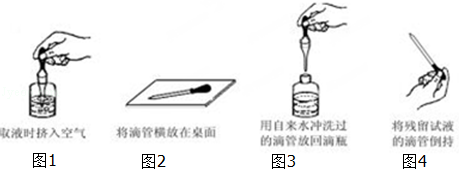 取液时挤入空气
将滴管横放在桌面
用自来水冲洗过
的滴管放回滴瓶
将残留试液
的滴管倒持
图1
图2
图3
图4